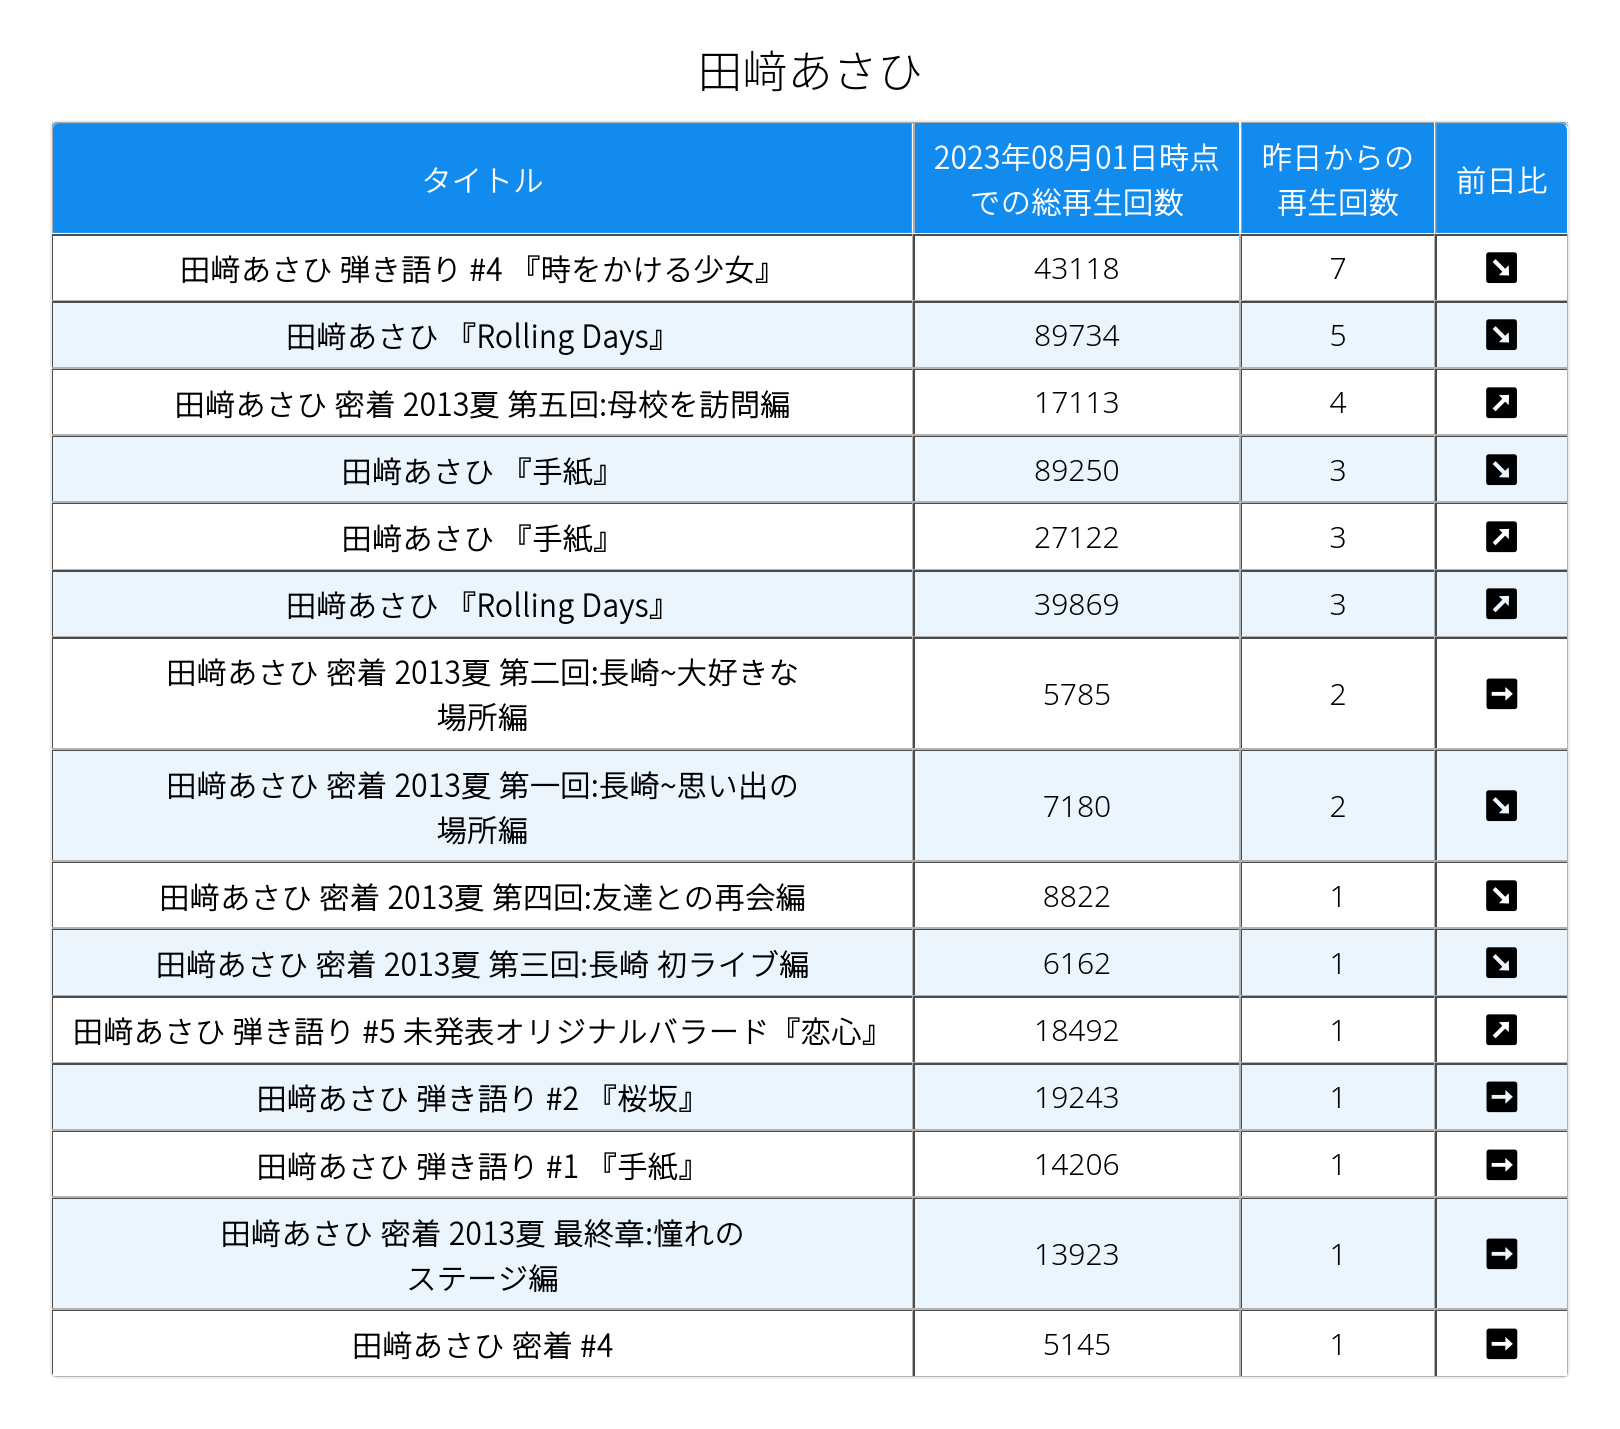 田﨑あさひ
タイトル
2023年08月01日時点
での総再生回数
昨日からの
再生回数
前日比
田﨑あさひ 弾き語り #4 『時をかける少女』 43118 7
田﨑あさひ 『Rolling Days』 89734 5
田﨑あさひ 密着 2013夏 第五回:母校を訪問編 17113 4
田﨑あさひ 『手紙』 89250 3
田﨑あさひ 『手紙』 27122 3
田﨑あさひ 『Rolling Days』 39869 3
田﨑あさひ 密着 2013夏 第二回:長崎~大好きな
場所編 5785 2
田﨑あさひ 密着 2013夏 第一回:長崎~思い出の
場所編 7180 2
田﨑あさひ 密着 2013夏 第四回:友達との再会編 8822 1
田﨑あさひ 密着 2013夏 第三回:長崎 初ライブ編 6162 1
田﨑あさひ 弾き語り #5 未発表オリジナルバラード『恋心』 18492 1
田﨑あさひ 弾き語り #2 『桜坂』 19243 1
田﨑あさひ 弾き語り #1 『手紙』 14206 1
田﨑あさひ 密着 2013夏 最終章:憧れの
ステージ編 13923 1
田﨑あさひ 密着 #4 5145 1